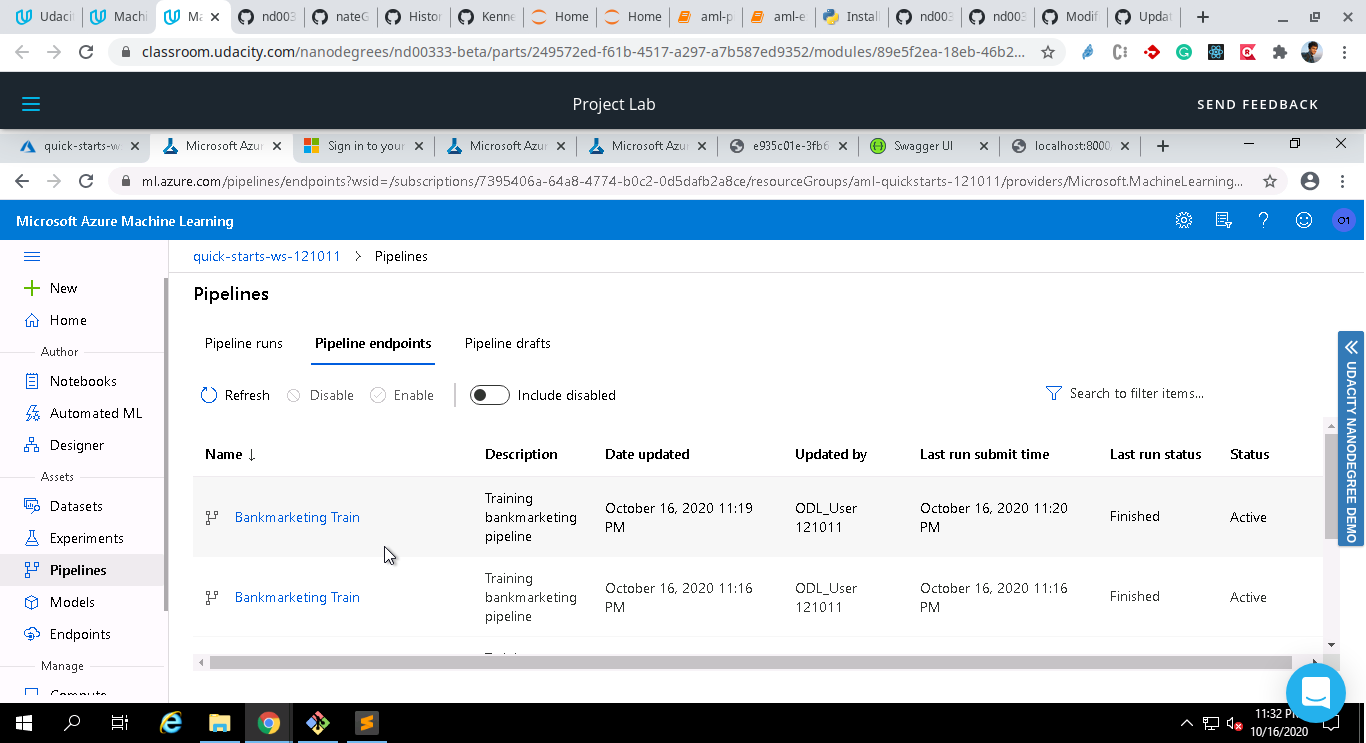 Udaci
Machi
Ma
nd003
nateG
Histor
Kenne
Home
Home
aml-p
aml-e
Install
nd003
nd003
Modif
Updat
classroom.udacity.com/nanodegrees/nd00333-beta/parts/249572ed-f61b-4517-a297-a7b587ed9352/modules/89e5f2ea-18eb-46b2...
Project Lab
SEND FEEDBACK
quick-starts-w
Microsoft Azur
Sign in to your
Microsoft Azur
Microsoft Azur
e935c01e-3fb6
Swagger UI
localhost:8000
ml.azure.com/pipelines/endpoints?wsid=/subscriptions/7395406a-64a8-4774-b0c2-0d5dafb2a8ce/resourceGroups/aml-quickstarts-121011/providers/Microsoft.MachineLearning...
Microsoft Azure Machine Learning
O1
quick-starts-ws-121011 > Pipelines
New
Home
Author
Notebooks
Automated ML
Designer
Assets
Datasets
Experiments
Pipelines
Models
Endpoints
Manage
Compute
Pipelines
Pipeline runs
Pipeline endpoints
Pipeline drafts
Refresh
Disable
Enable
Include disabled
Search to filter items...
Name ↓
Description
Date updated
Updated by
Last run submit time
Last run status
Status
Bankmarketing Train
Training
bankmarketing
pipeline
October 16, 2020 11:19
PM
ODL_User
121011
October 16, 2020 11:20
PM
Finished
Active
Bankmarketing Train
Training
bankmarketing
pipeline
October 16, 2020 11:16
PM
ODL_User
121011
October 16, 2020 11:16
PM
Finished
Active
UDACITY NANODEGREE DEMO
11:32 PM
10/16/2020